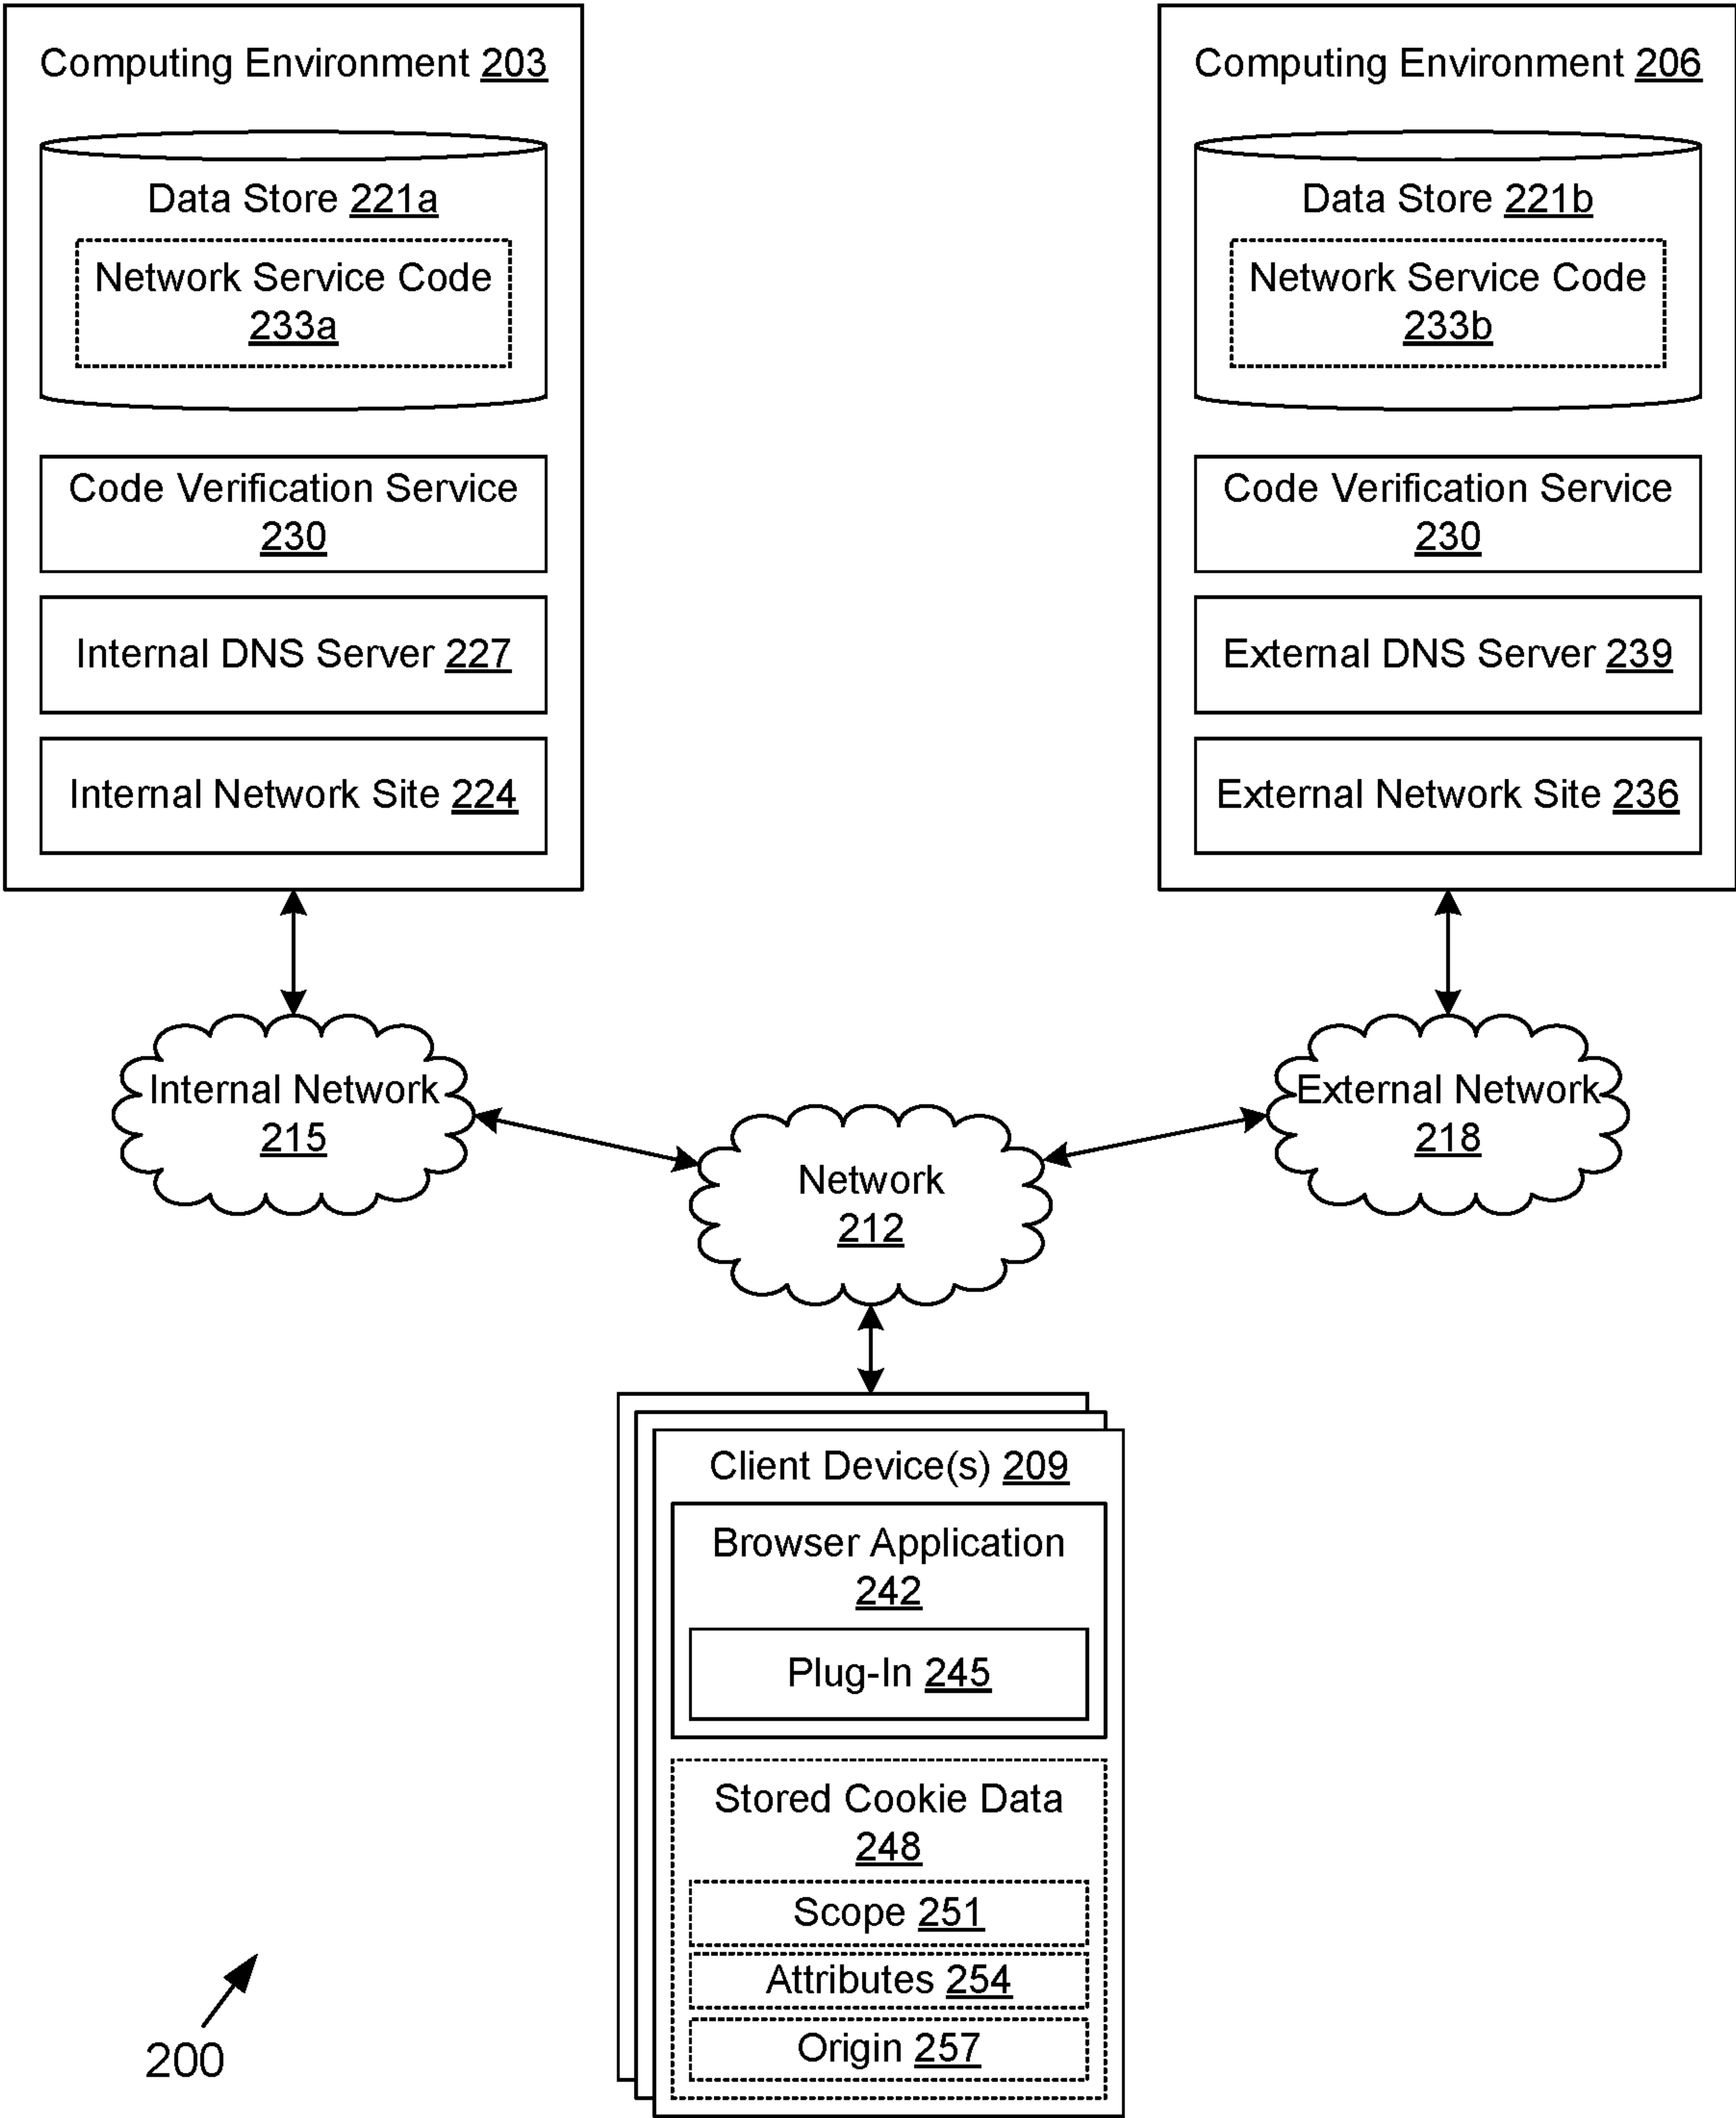 Computing Environment 203
Data Store 221a
Network Service Code
233a
Code Verification Service
230
Internal DNS Server 227
Internal Network Site 224
Computing Environment 206
Data Store 221b
Network Service Code
233b
Code Verification Service
230
External DNS Server 239
External Network Site 236
Internal Network
215
Network
212
External Network
218
Client Device(s) 209
Browser Application
242
Plug-In 245
Stored Cookie Data
248
Scope 251
Attributes 254
Origin 257
200